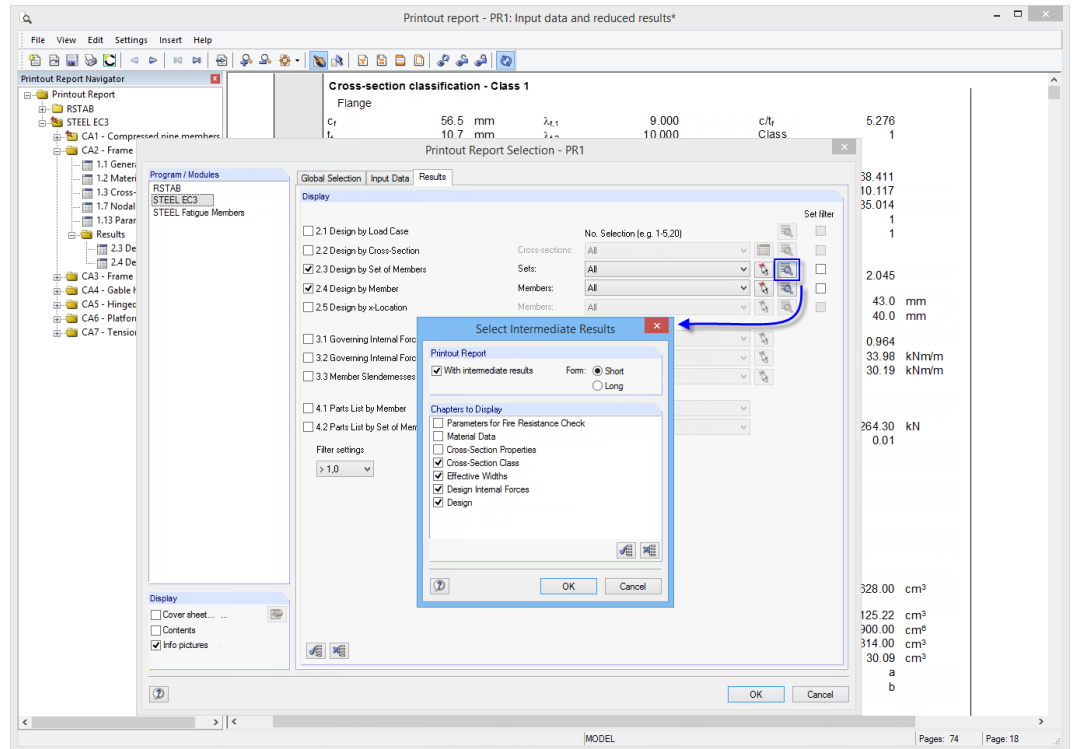 Printout report - PR1: Input data and reduced results*
File View Edit Settings Insert Help
Printout Report Navigator
Printout Report
RSTAB
STEEL EC3
CA1 - Compressed pipe members
CA2 - Frame
1.1 Genera
1.2 Materi
1.3 Cross-
1.7 Nodal
1.13 Parar
Results
2.3 De
2.4 De
CA3 - Frame
CA4 - Gable h
CA5 - Hinged
CA6 - Platfor
CA7 - Tensior
Cross-section classification - Class 1
Flange
cf 56.5 mm λf,1 9.000 c/tf 5.276
10.7 mm 10.000 Class 1
68.411
10.117
35.014
1
1
2.045
43.0 mm
40.0 mm
0.964
33.98 kNm/m
30.19 kNm/m
264.30 kN
0.01
628.00 cm³
125.22 cm³
900.00 cm⁶
314.00 cm³
30.09 cm³
a
b
Printout Report Selection - PR1
Program / Modules
RSTAB
STEEL EC3
STEEL Fatigue Members
Display
Cover sheet... ...
Contents
Info pictures
Global Selection Input Data Results
Display
Set filter
2.1 Design by Load Case No. Selection (e.g. 1-5,20)
2.2 Design by Cross-Section Cross-sections: All
2.3 Design by Set of Members Sets: All
2.4 Design by Member Members: All
2.5 Design by x-Location Members: All
3.1 Governing Internal Forc
3.2 Governing Internal Forc
3.3 Member Slendernesses
4.1 Parts List by Member
4.2 Parts List by Set of Mem
Filter settings
> 1,0
OK Cancel
Select Intermediate Results
Printout Report
With intermediate results Form: Short
Long
Chapters to Display
Parameters for Fire Resistance Check
Material Data
Cross-Section Properties
Cross-Section Class
Effective Widths
Design Internal Forces
Design
OK Cancel
MODEL Pages: 74 Page: 18